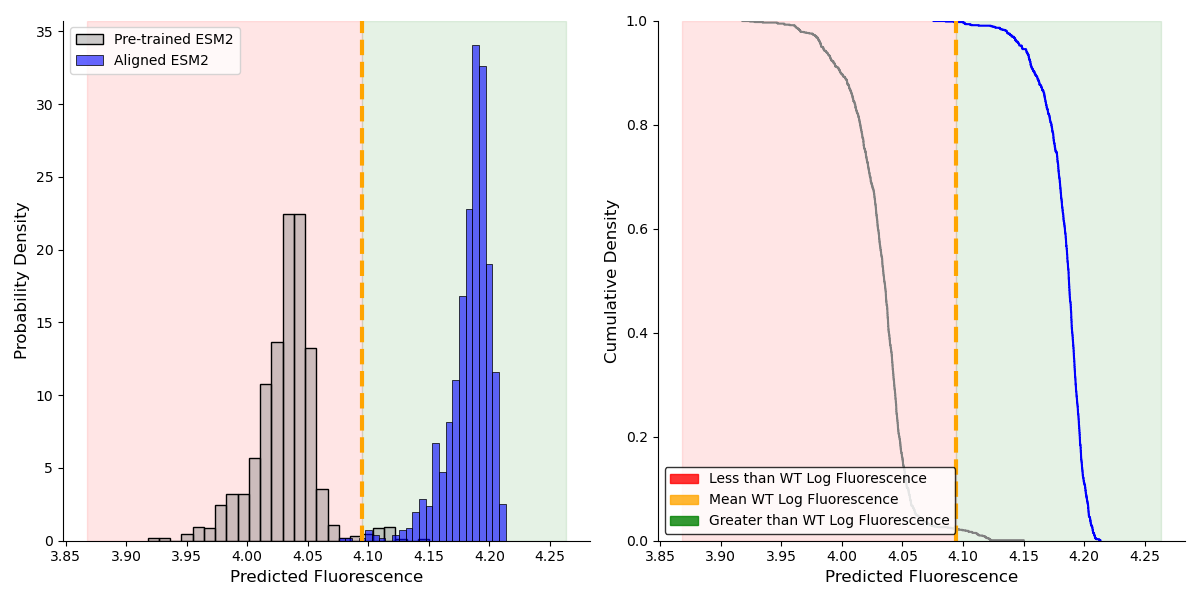 Pre-trained ESM2
Aligned ESM2
35
30
25
20
15
10
5
0
Probability Density
3.85 3.90 3.95 4.00 4.05 4.10 4.15 4.20 4.25
Predicted Fluorescence
1.0
0.8
0.6
0.4
0.2
0.0
Cumulative Density
Less than WT Log Fluorescence
Mean WT Log Fluorescence
Greater than WT Log Fluorescence
3.85 3.90 3.95 4.00 4.05 4.10 4.15 4.20 4.25
Predicted Fluorescence